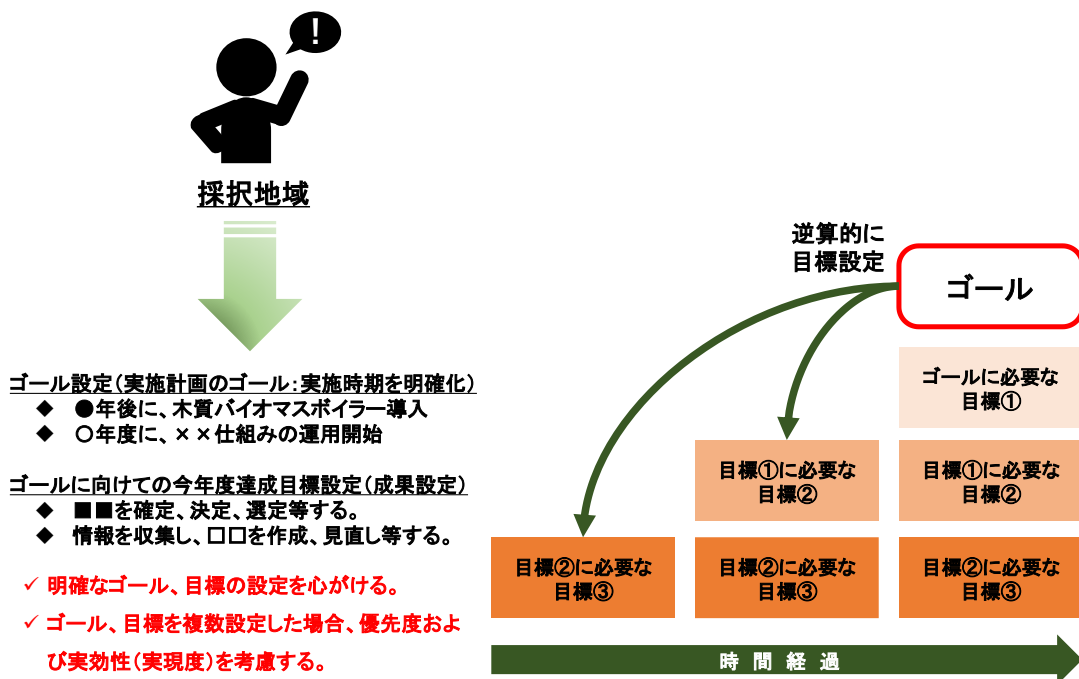 !
採択地域
ゴール設定(実施計画のゴール:実施時期を明確化)
◆ ●年後に、木質バイオマスボイラー導入
◆ 〇年度に、××仕組みの運用開始
ゴールに向けての今年度達成目標設定(成果設定)
◆ ■■を確定、決定、選定等する。
◆ 情報を収集し、□□を作成、見直し等する。
✓ 明確なゴール、目標の設定を心がける。
✓ ゴール、目標を複数設定した場合、優先度およ
び実効性(実現度)を考慮する。
逆算的に
目標設定
ゴール
ゴールに必要な
目標①
目標①に必要な
目標②
目標①に必要な
目標②
目標②に必要な
目標③
目標②に必要な
目標③
目標②に必要な
目標③
時間経過